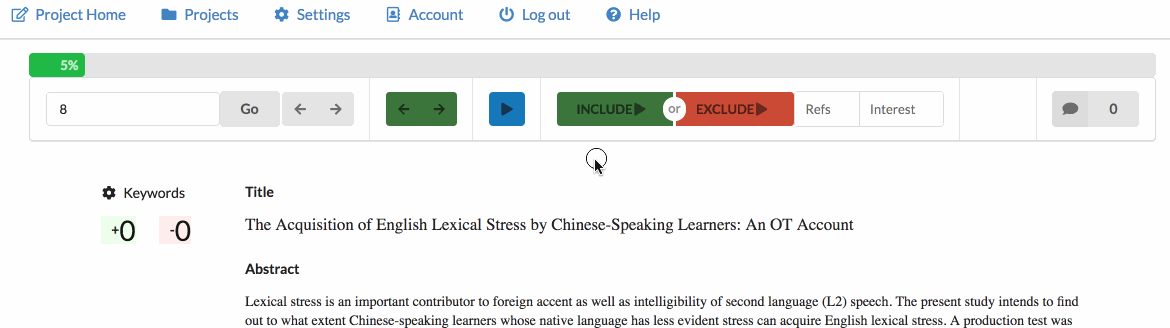 Project Home Projects Settings Account Log out Help
5%
8 Go INCLUDE or EXCLUDE Refs Interest 0
Keywords
+0 -0
Title
The Acquisition of English Lexical Stress by Chinese-Speaking Learners: An OT Account
Abstract
Lexical stress is an important contributor to foreign accent as well as intelligibility of second language (L2) speech. The present study intends to find
out to what extent Chinese-speaking learners whose native language has less evident stress can acquire English lexical stress. A production test was